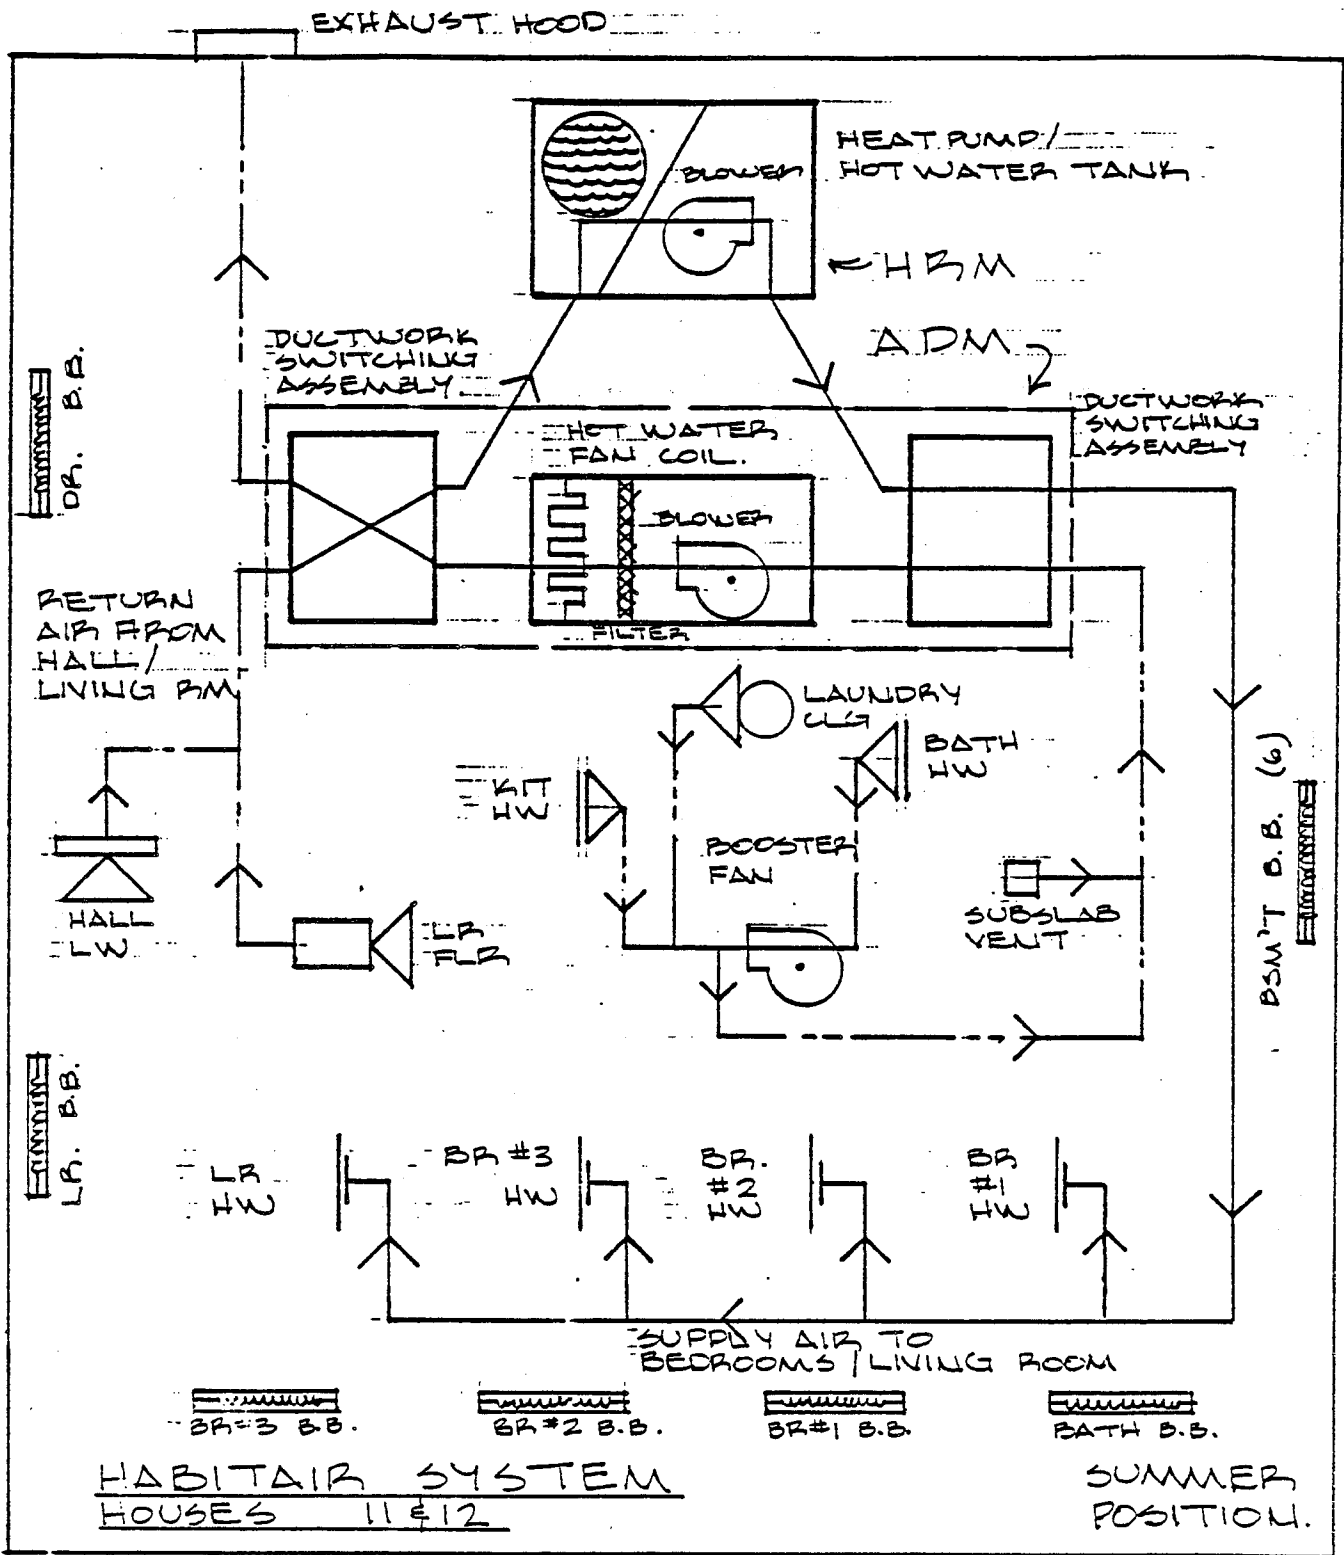 EXHAUST HOOD
HEAT PUMP/
HOT WATER TANK
BLOWER
HRM
ADM
DUCTWORK
SWITCHING
ASSEMBLY
DUCTWORK
SWITCHING
ASSEMBLY
HOT WATER
FAN COIL.
BLOWER
FILTER
DR. B.B.
RETURN
AIR FROM
HALL/
LIVING RM
LAUNDRY
CLG
BATH
HW
KIT
HW
BOOSTER
FAN
SUBSLAB
VENT
BSM'T B.B. (6)
HALL
LW
LR
FLR
L.R. B.B.
LR
HW
BR #3
HW
BR.
#2
HW
BR
#1
HW
SUPPLY AIR TO
BEDROOMS/LIVING ROOM
BR=3 B.B.
BR#2 B.B.
BR#1 B.B.
BATH B.B.
HABITAIR SYSTEM
HOUSES 11 & 12
SUMMER
POSITION.